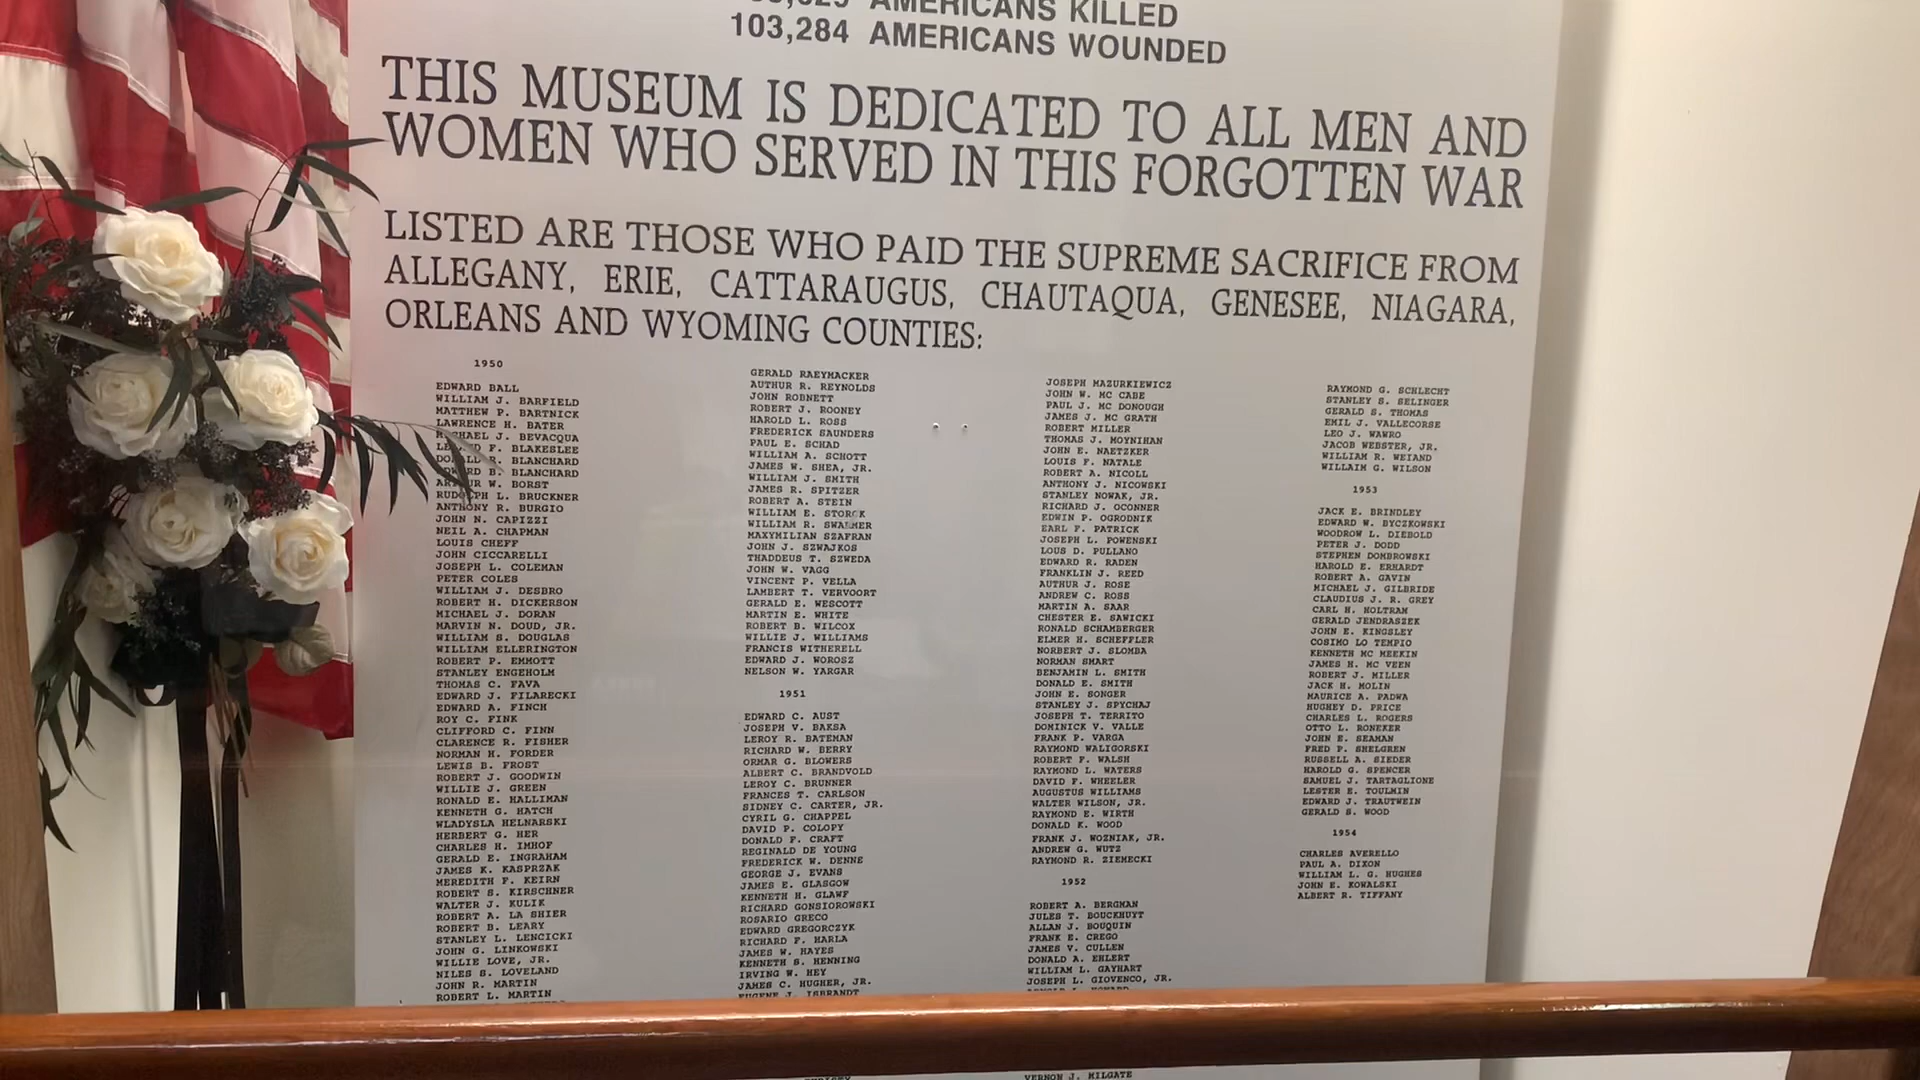 AMERICANS KILLED
103,284 AMERICANS WOUNDED
THIS MUSEUM IS DEDICATED TO ALL MEN AND
WOMEN WHO SERVED IN THIS FORGOTTEN WAR
LISTED ARE THOSE WHO PAID THE SUPREME SACRIFICE FROM
ALLEGANY, ERIE, CATTARAUGUS, CHAUTAQUA, GENESEE, NIAGARA,
ORLEANS AND WYOMING COUNTIES:
1950
EDWARD BALL
WILLIAM J. BARFIELD
MATTHEW P. BARTNICK
LAWRENCE H. BATER
MICHAEL J. BEVACQUA
F. BLAKESLEE
DONALD R. BLANCHARD
EDWARD B. BLANCHARD
ARTHUR W. BORST
RUDOLPH L. BRUCKNER
ANTHONY R. BURGIO
JOHN N. CAPIZZI
NEIL A. CHAPMAN
LOUIS CHEFF
JOHN CICCARELLI
JOSEPH L. COLEMAN
PETER COLES
WILLIAM J. DESBRO
ROBERT H. DICKERSON
MICHAEL J. DORAN
MARVIN N. DOUD, JR.
WILLIAM S. DOUGLAS
WILLIAM ELLERINGTON
ROBERT P. EMMOTT
STANLEY ENGEHOLM
THOMAS C. FAVA
EDWARD J. FILARECKI
EDWARD A. FINCH
ROY C. FINK
CLIFFORD C. FINN
CLARENCE R. FISHER
NORMAN H. FORDER
LEWIS B. FROST
ROBERT J. GOODWIN
WILLIE J. GREEN
RONALD E. HALLIMAN
KENNETH G. HATCH
WLADYSLA HELNARSKI
HERBERT G. HER
CHARLES H. IMHOF
GERALD E. INGRAHAM
JAMES K. KASPRZAK
MEREDITH F. KEIRN
ROBERT S. KIRSCHNER
WALTER J. KULIK
ROBERT A. LA SHIER
ROBERT B. LEARY
STANLEY L. LENCICKI
JOHN G. LINKOWSKI
WILLIE LOVE, JR.
NILES S. LOVELAND
JOHN R. MARTIN
ROBERT L. MARTIN
GERALD RAEYMACKER
AUTHUR R. REYNOLDS
JOHN ROBNETT
ROBERT J. ROONEY
HAROLD L. ROSS
FREDERICK SAUNDERS
PAUL E. SCHAD
WILLIAM A. SCHOTT
JAMES W. SHEA, JR.
WILLIAM J. SMITH
JAMES R. SPITZER
ROBERT A. STEIN
WILLIAM E. STORCK
WILLIAM R. SWALMER
MAXYMILIAN SZAFRAN
JOHN J. SZWAJKOS
THADDEUS T. SZWEDA
JOHN W. VAGG
VINCENT P. VELLA
LAMBERT T. VERVOORT
GERALD E. WESCOTT
MARTIN E. WHITE
ROBERT B. WILCOX
WILLIE J. WILLIAMS
FRANCIS WITHERELL
EDWARD J. WOROSZ
NELSON W. YARGAR
1951
EDWARD C. AUST
JOSEPH V. BAKSA
LEROY R. BATEMAN
RICHARD W. BERRY
ORMAR G. BLOWERS
ALBERT C. BRANDVOLD
LEROY C. BRUNNER
FRANCES T. CARLSON
SIDNEY C. CARTER, JR.
CYRIL G. CHAPPEL
DAVID P. COLOPY
DONALD F. CRAFT
REGINALD DE YOUNG
FREDERICK W. DENNE
GEORGE J. EVANS
JAMES E. GLASGOW
KENNETH H. GLAWF
RICHARD GONSIOROWSKI
ROSARIO GRECO
EDWARD GREGORCZYK
RICHARD F. HARLA
JAMES W. HAYES
KENNETH S. HENNING
IRVING W. HEY
JAMES C. HUGHER, JR.
EUGENE J. ISBRANDT
JOSEPH MAZURKIEWICZ
JOHN W. MC CABE
PAUL J. MC DONOUGH
JAMES J. MC GRATH
ROBERT MILLER
THOMAS J. MOYNIHAN
JOHN E. NAETZKER
LOUIS F. NATALE
ROBERT A. NICOLL
ANTHONY J. NICOWSKI
STANLEY NOWAK, JR.
RICHARD J. OCONNER
EDWIN P. OGRODNIK
EARL F. PATRICK
JOSEPH L. POWENSKI
LOUS D. PULLANO
EDWARD R. RADEN
FRANKLIN J. REED
AUTHUR J. ROSE
ANDREW C. ROSS
MARTIN A. SAAR
CHESTER E. SAWICKI
RONALD SCHAMBERGER
ELMER H. SCHEFFLER
NORBERT J. SLOMBA
NORMAN SMART
BENJAMIN L. SMITH
DONALD E. SMITH
JOHN E. SONGER
STANLEY J. SPYCHAJ
JOSEPH T. TERRITO
DOMINICK V. VALLE
FRANK P. VARGA
RAYMOND WALIGORSKI
ROBERT F. WALSH
RAYMOND L. WATERS
DAVID F. WHEELER
AUGUSTUS WILLIAMS
WALTER WILSON, JR.
RAYMOND E. WIRTH
DONALD K. WOOD
FRANK J. WOZNIAK, JR.
ANDREW G. WUTZ
RAYMOND R. ZIEMECKI
1952
ROBERT A. BERGMAN
JULES T. BOUCKHUYT
ALLAN J. BOUQUIN
FRANK E. CREGO
JAMES V. CULLEN
DONALD A. EHLERT
WILLIAM L. GAYHART
JOSEPH L. GIOVENCO, JR.
VERNON J. MILGATE
RAYMOND G. SCHLECHT
STANLEY S. SELINGER
GERALD S. THOMAS
EMIL J. VALLECORSE
LEO J. WAWRO
JACOB WEBSTER, JR.
WILLIAM R. WEIAND
WILLAIM G. WILSON
1953
JACK E. BRINDLEY
EDWARD W. BYCZKOWSKI
WOODROW L. DIEBOLD
PETER J. DODD
STEPHEN DOMBROWSKI
HAROLD E. ERHARDT
ROBERT A. GAVIN
MICHAEL J. GILBRIDE
CLAUDIUS J. R. GREY
CARL H. HOLTRAM
GERALD JENDRASZEK
JOHN E. KINGSLEY
COSIMO LO TEMPIO
KENNETH MC MEEKIN
JAMES H. MC VEEN
ROBERT J. MILLER
JACK H. MOLIN
MAURICE A. PADWA
HUGHEY D. PRICE
CHARLES L. ROGERS
OTTO L. RONEKER
JOHN E. SEAMAN
FRED P. SHELGREN
RUSSELL A. SIEDER
HAROLD G. SPENCER
SAMUEL J. TARTAGLIONE
LESTER E. TOULMIN
EDWARD J. TRAUTWEIN
GERALD S. WOOD
1954
CHARLES AVERELLO
PAUL A. DIXON
WILLIAM L. G. HUGHES
JOHN E. KOWALSKI
ALBERT R. TIFFANY